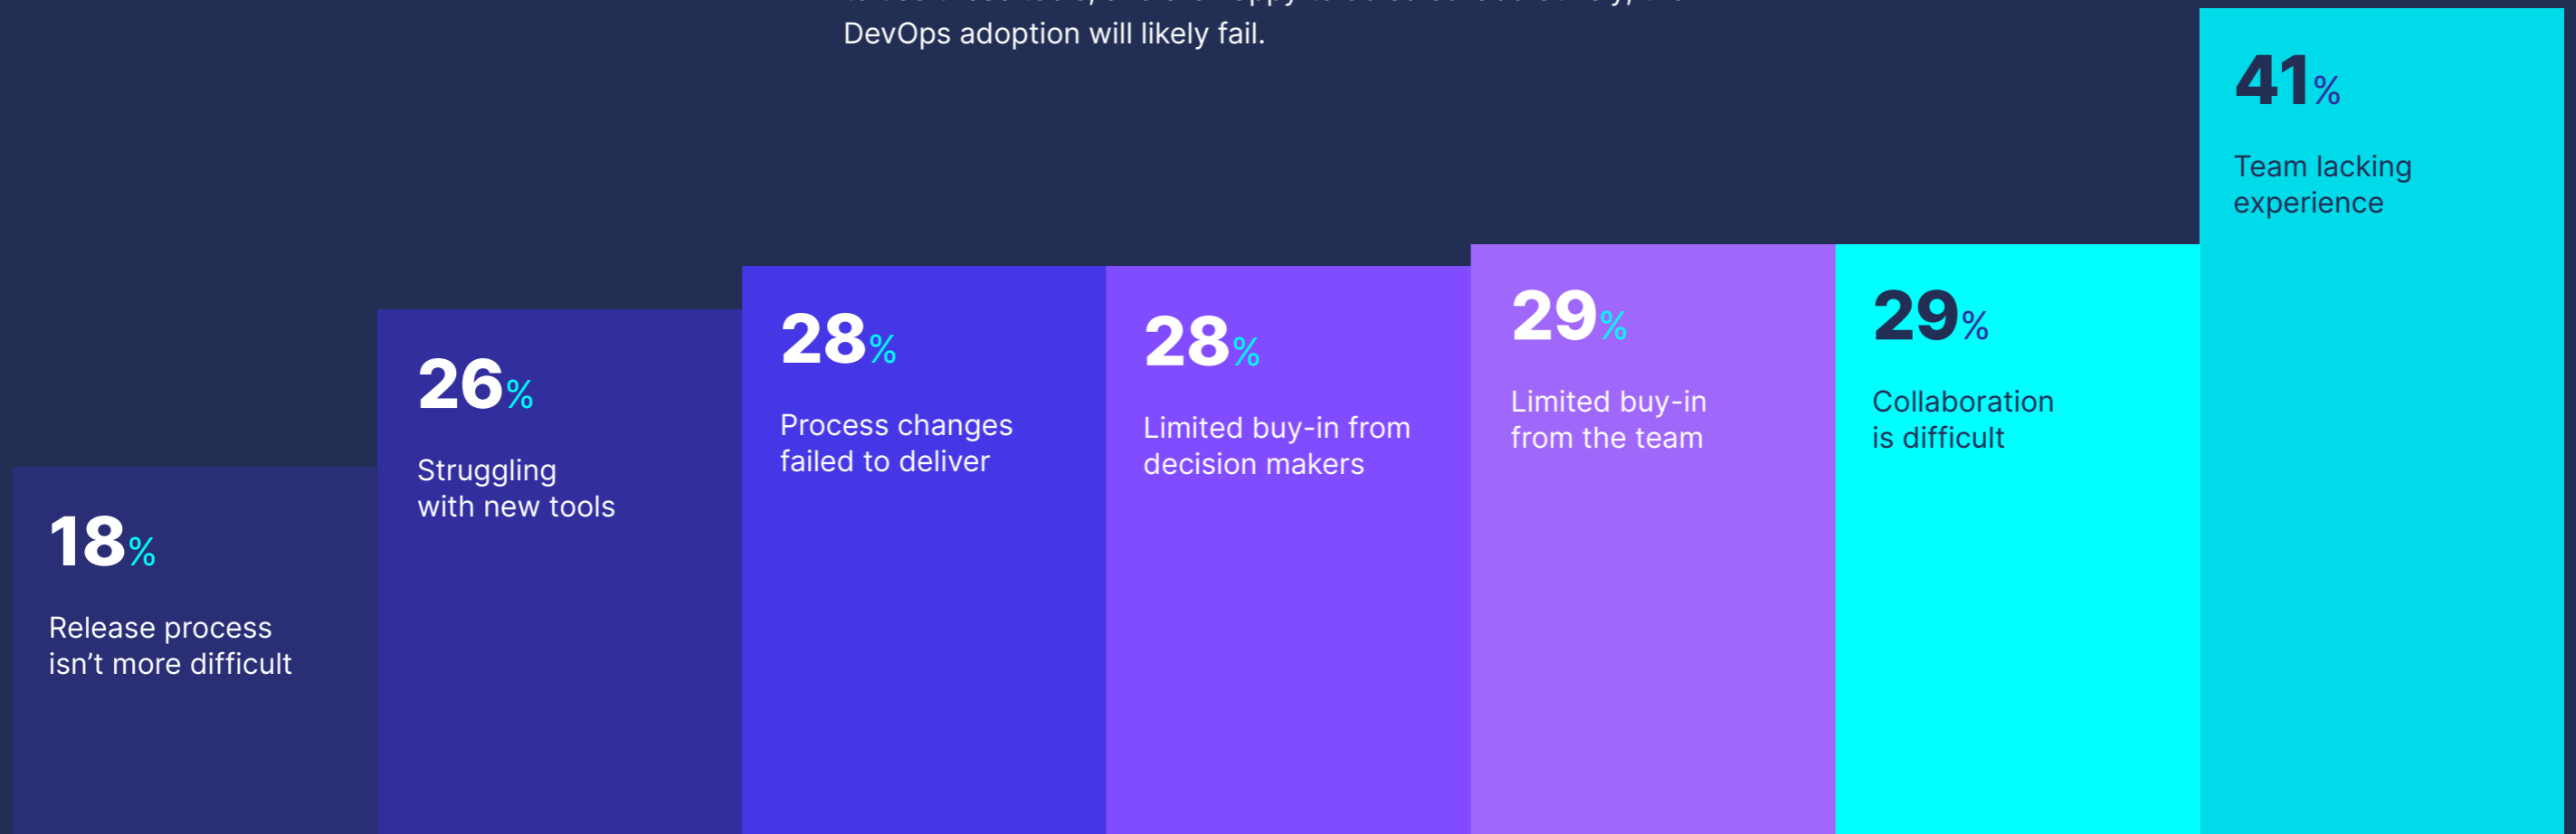 DevOps adoption will likely fail.
18%
Release process
isn’t more difficult
26%
Struggling
with new tools
28%
Process changes
failed to deliver
28%
Limited buy-in from
decision makers
29%
Limited buy-in
from the team
29%
Collaboration
is difficult
41%
Team lacking
experience